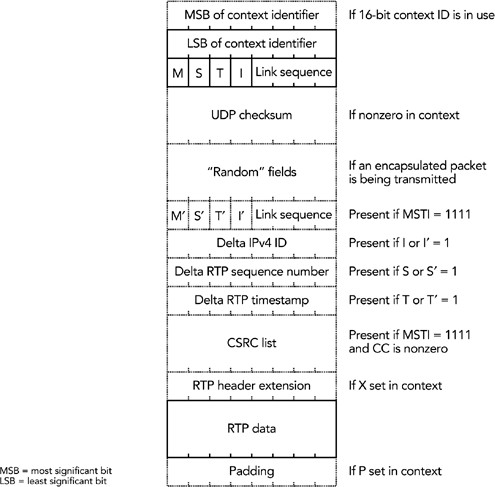 MSB of context identifier If 16-bit context ID is in use
LSB of context identifier
M S T I Link sequence
UDP checksum If nonzero in context
“Random” fields If an encapsulated packet
is being transmitted
M′ S′ T′ I′ Link sequence Present if MSTI = 1111
Delta IPv4 ID Present if I or I′ = 1
Delta RTP sequence number Present if S or S′ = 1
Delta RTP timestamp Present if T or T′ = 1
CSRC list Present if MSTI = 1111
and CC is nonzero
RTP header extension If X set in context
RTP data
Padding If P set in context
MSB = most significant bit
LSB = least significant bit